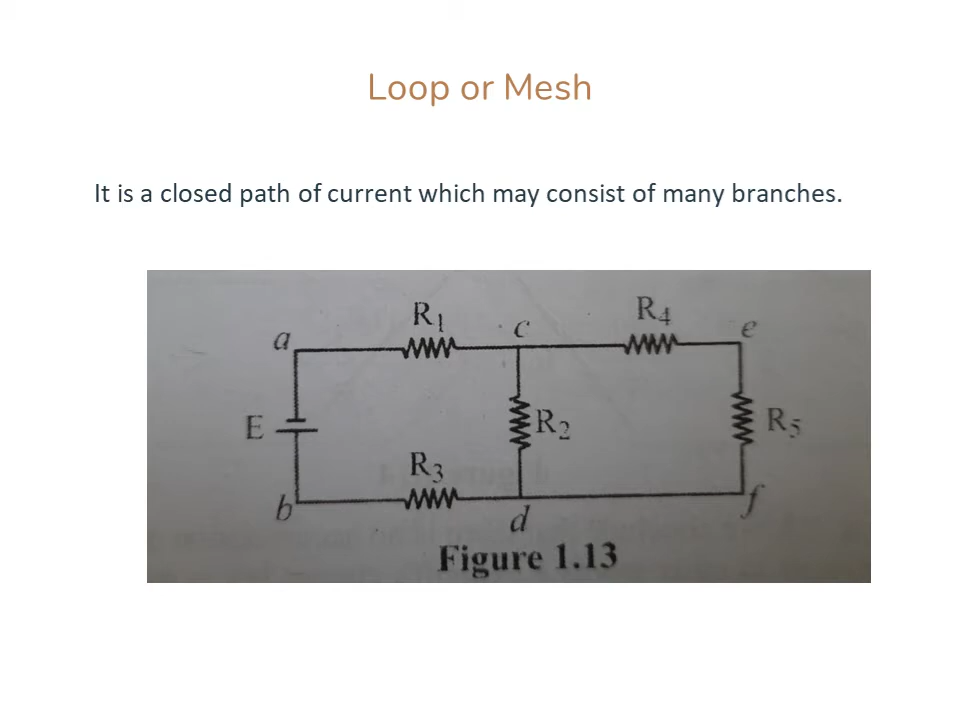 Loop or Mesh
It is a closed path of current which may consist of many branches.
R1 R4
a c e
E R2 R5
R3
b d f
Figure 1.13